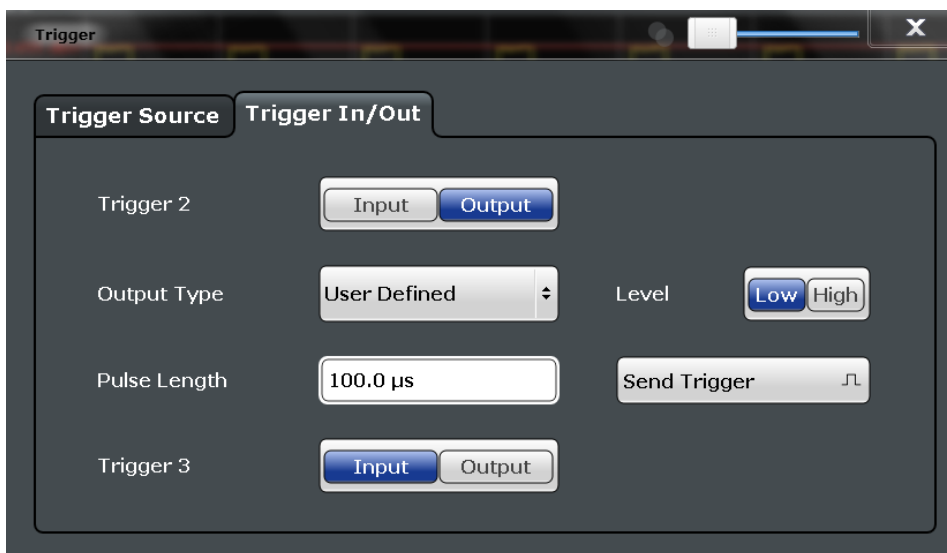 Trigger
X
Trigger Source
Trigger In/Out
Trigger 2
Input
Output
Output Type
User Defined
Level
Low
High
Pulse Length
100.0 µs
Send Trigger
Trigger 3
Input
Output